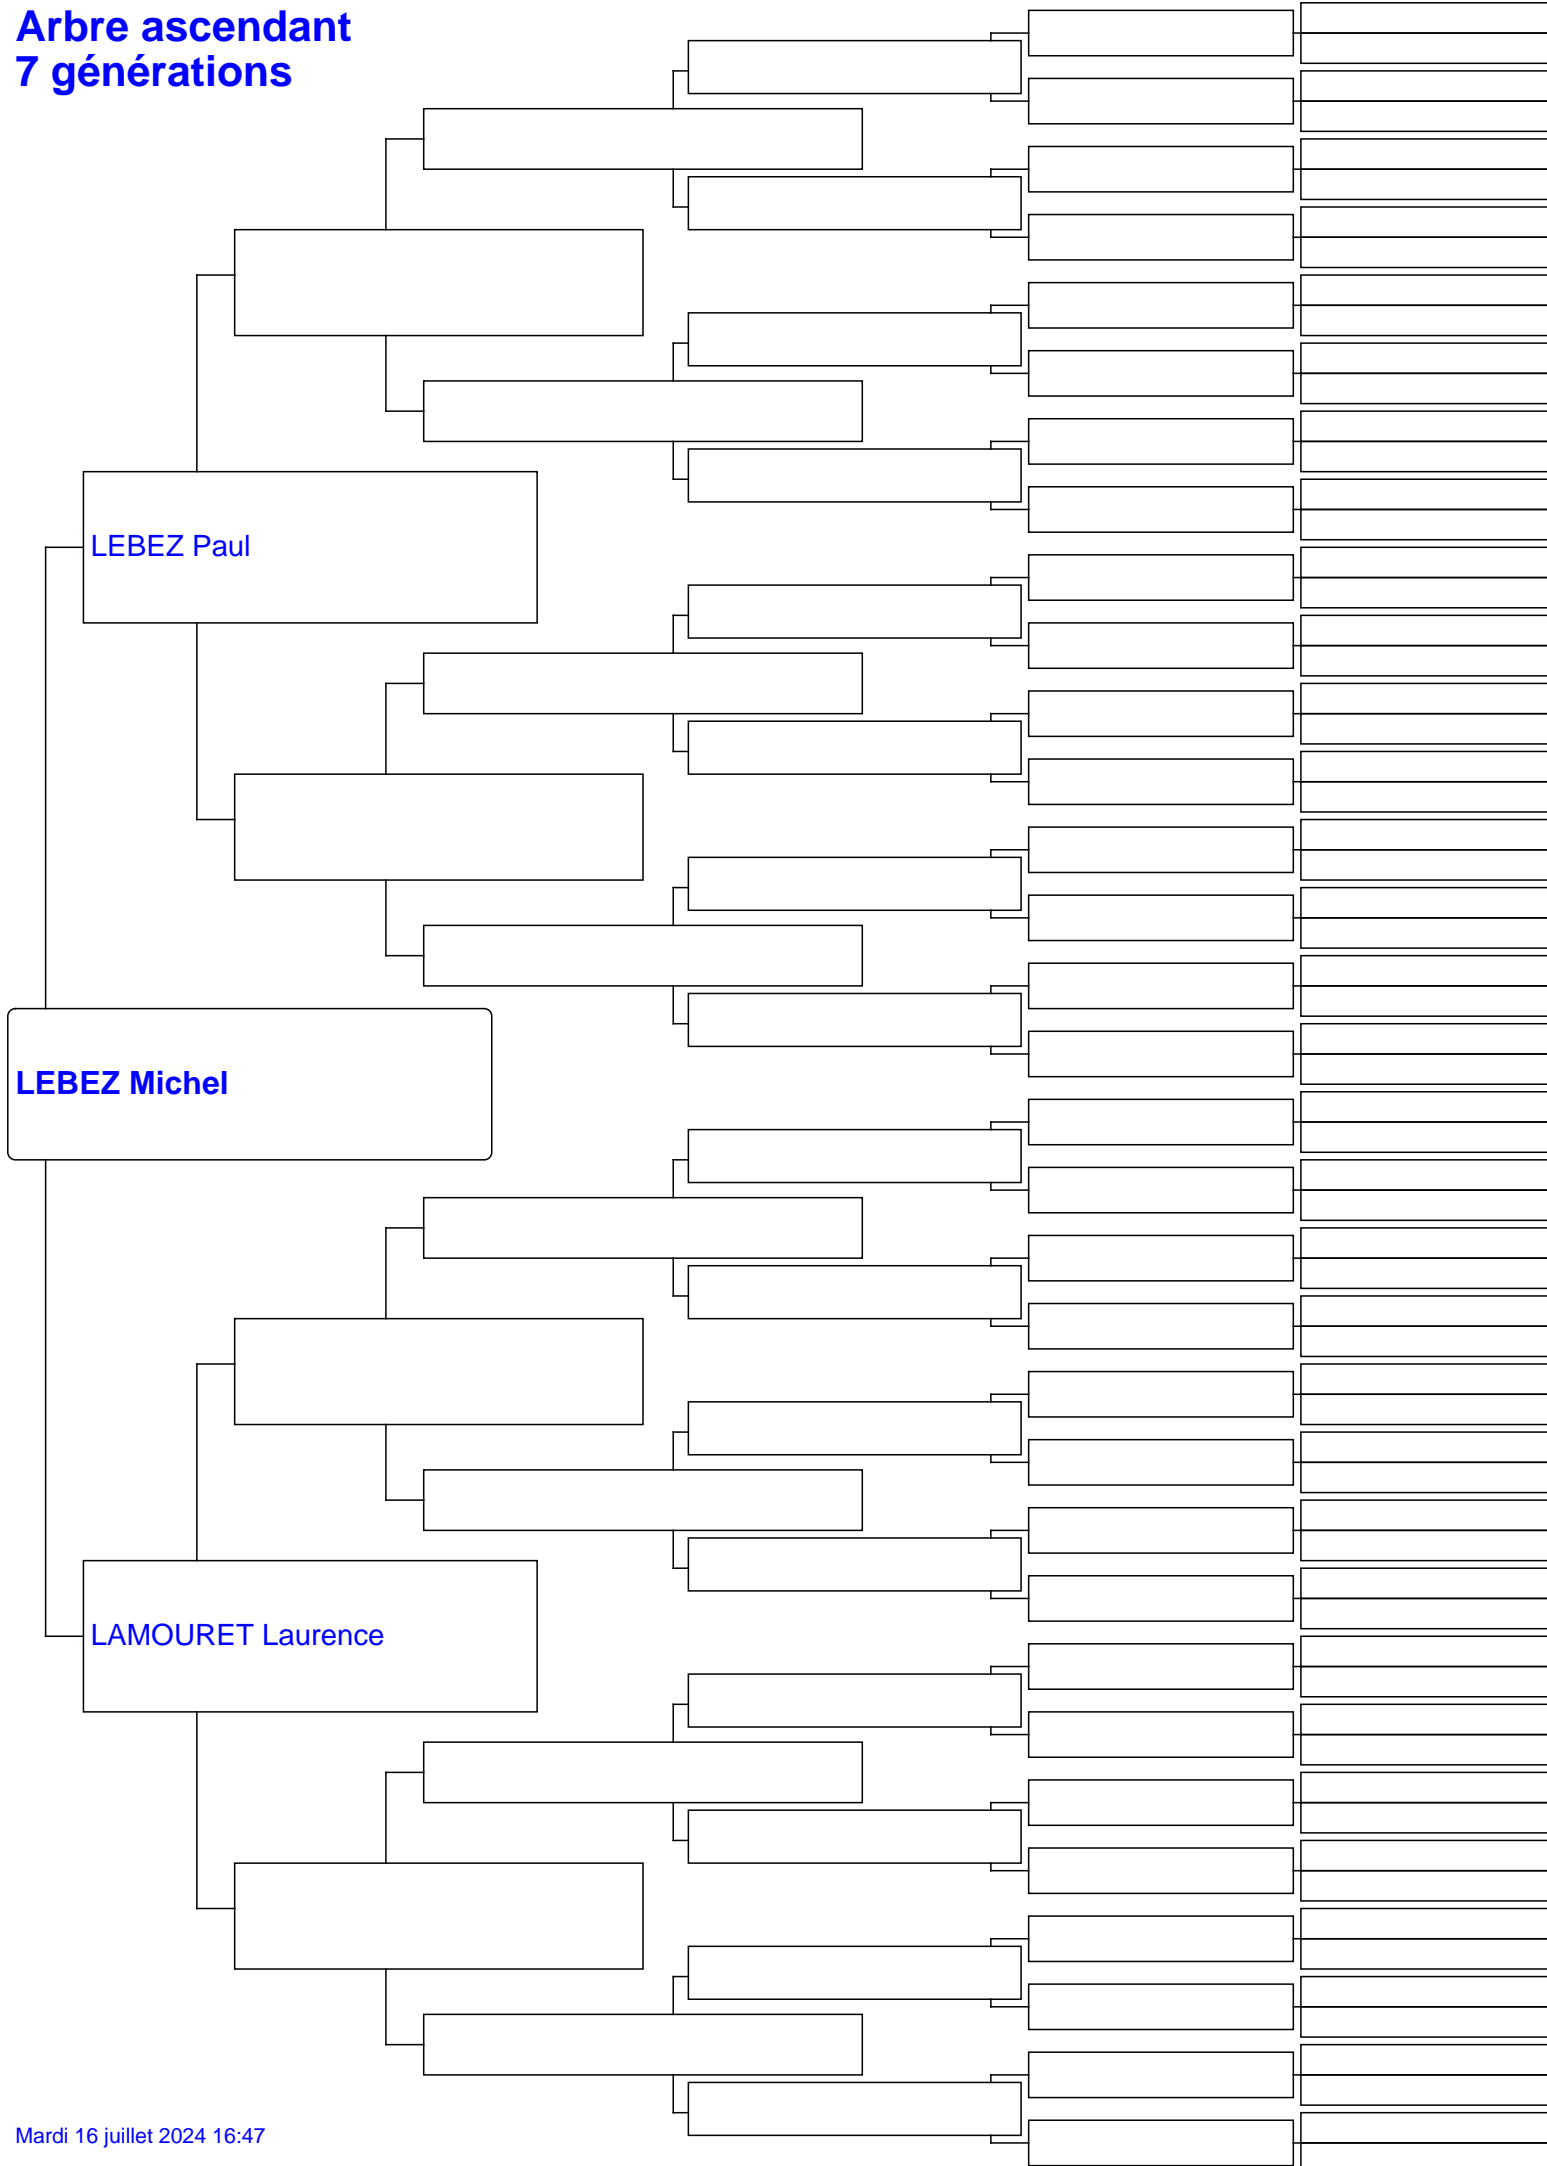 Arbre ascendant
7 générations
LEBEZ Paul
LEBEZ Michel
LAMOURET Laurence
Mardi 16 juillet 2024 16:47